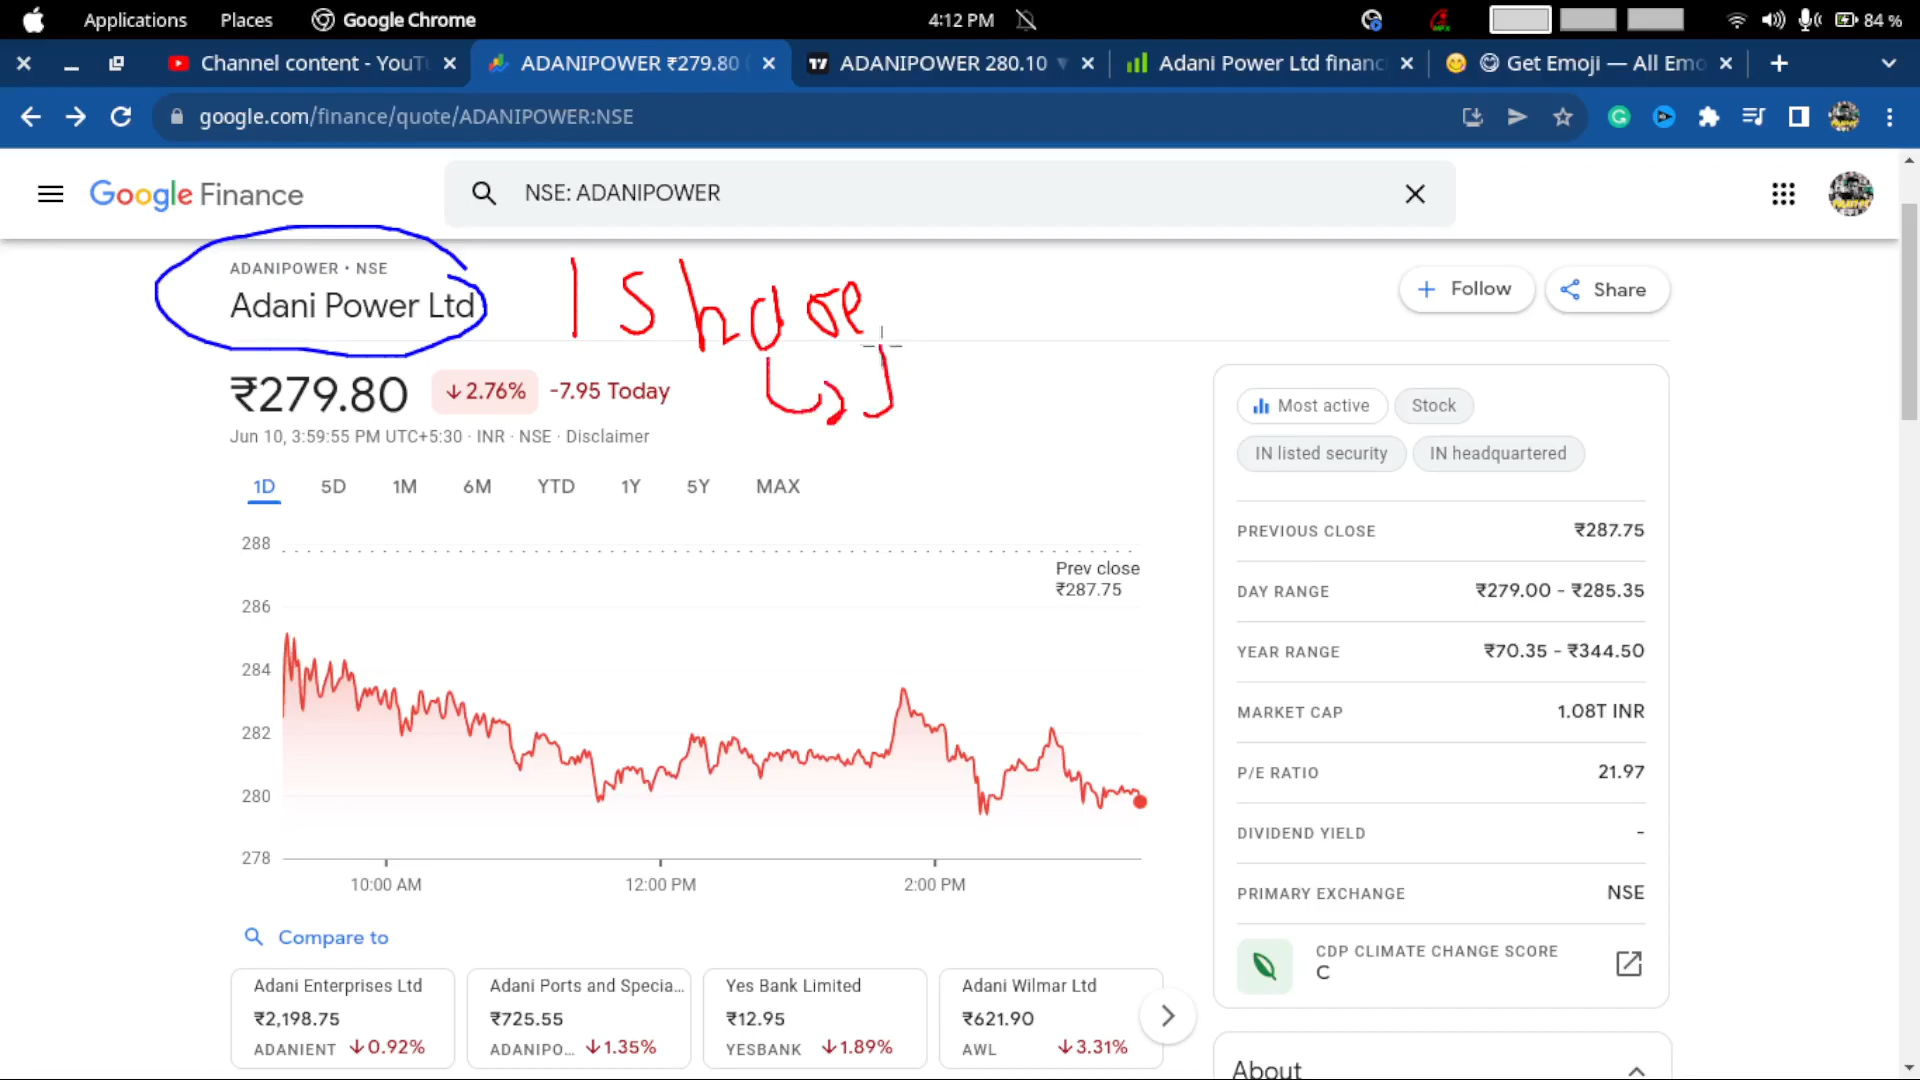 Applications Places Google Chrome 4:12 PM 84 %
Channel content - YouTu ADANIPOWER ₹279.80 ( ADANIPOWER 280.10 ▼ Adani Power Ltd financ Get Emoji — All Emo
google.com/finance/quote/ADANIPOWER:NSE
Google Finance NSE: ADANIPOWER
ADANIPOWER • NSE
Adani Power Ltd
1 Share
+ Follow
Share
₹279.80 ↓2.76% -7.95 Today
Jun 10, 3:59:55 PM UTC+5:30 · INR · NSE · Disclaimer
1D 5D 1M 6M YTD 1Y 5Y MAX
288
286
284
282
280
278
Prev close
₹287.75
10:00 AM 12:00 PM 2:00 PM
Compare to
Adani Enterprises Ltd
₹2,198.75
ADANIENT ↓0.92%
Adani Ports and Specia...
₹725.55
ADANIPO... ↓1.35%
Yes Bank Limited
₹12.95
YESBANK ↓1.89%
Adani Wilmar Ltd
₹621.90
AWL ↓3.31%
Most active Stock
IN listed security IN headquartered
PREVIOUS CLOSE ₹287.75
DAY RANGE ₹279.00 - ₹285.35
YEAR RANGE ₹70.35 - ₹344.50
MARKET CAP 1.08T INR
P/E RATIO 21.97
DIVIDEND YIELD -
PRIMARY EXCHANGE NSE
CDP CLIMATE CHANGE SCORE
C
About